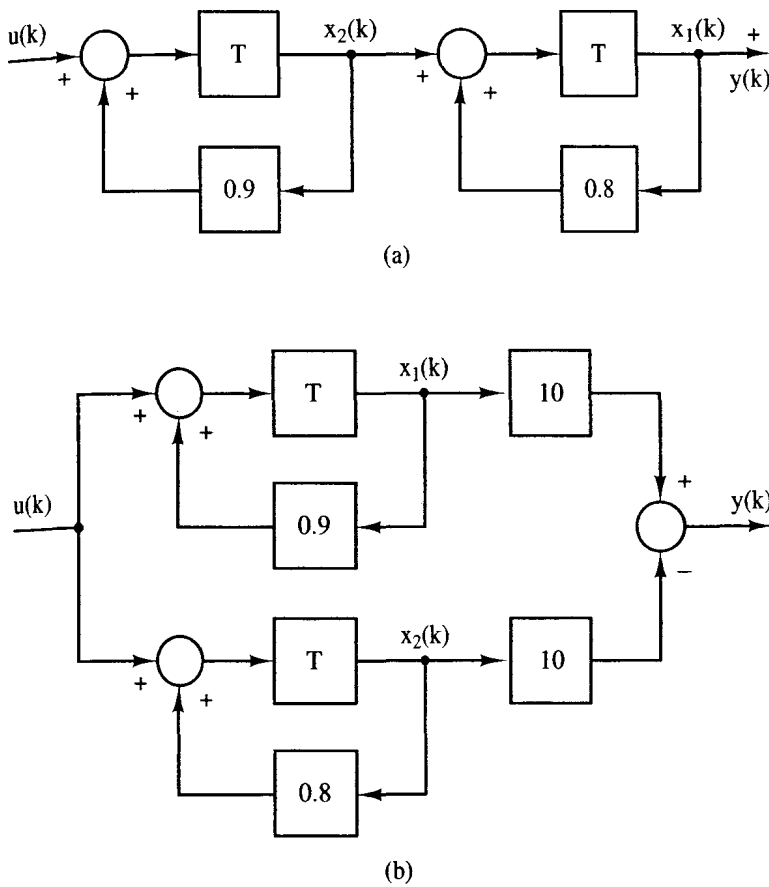 u(k) + + T x₂(k) + + T x₁(k) + y(k)
0.9 0.8
(a)
+ + T x₁(k) 10 +
u(k) 0.9 y(k)
−
+ + T x₂(k) 10
0.8
(b)